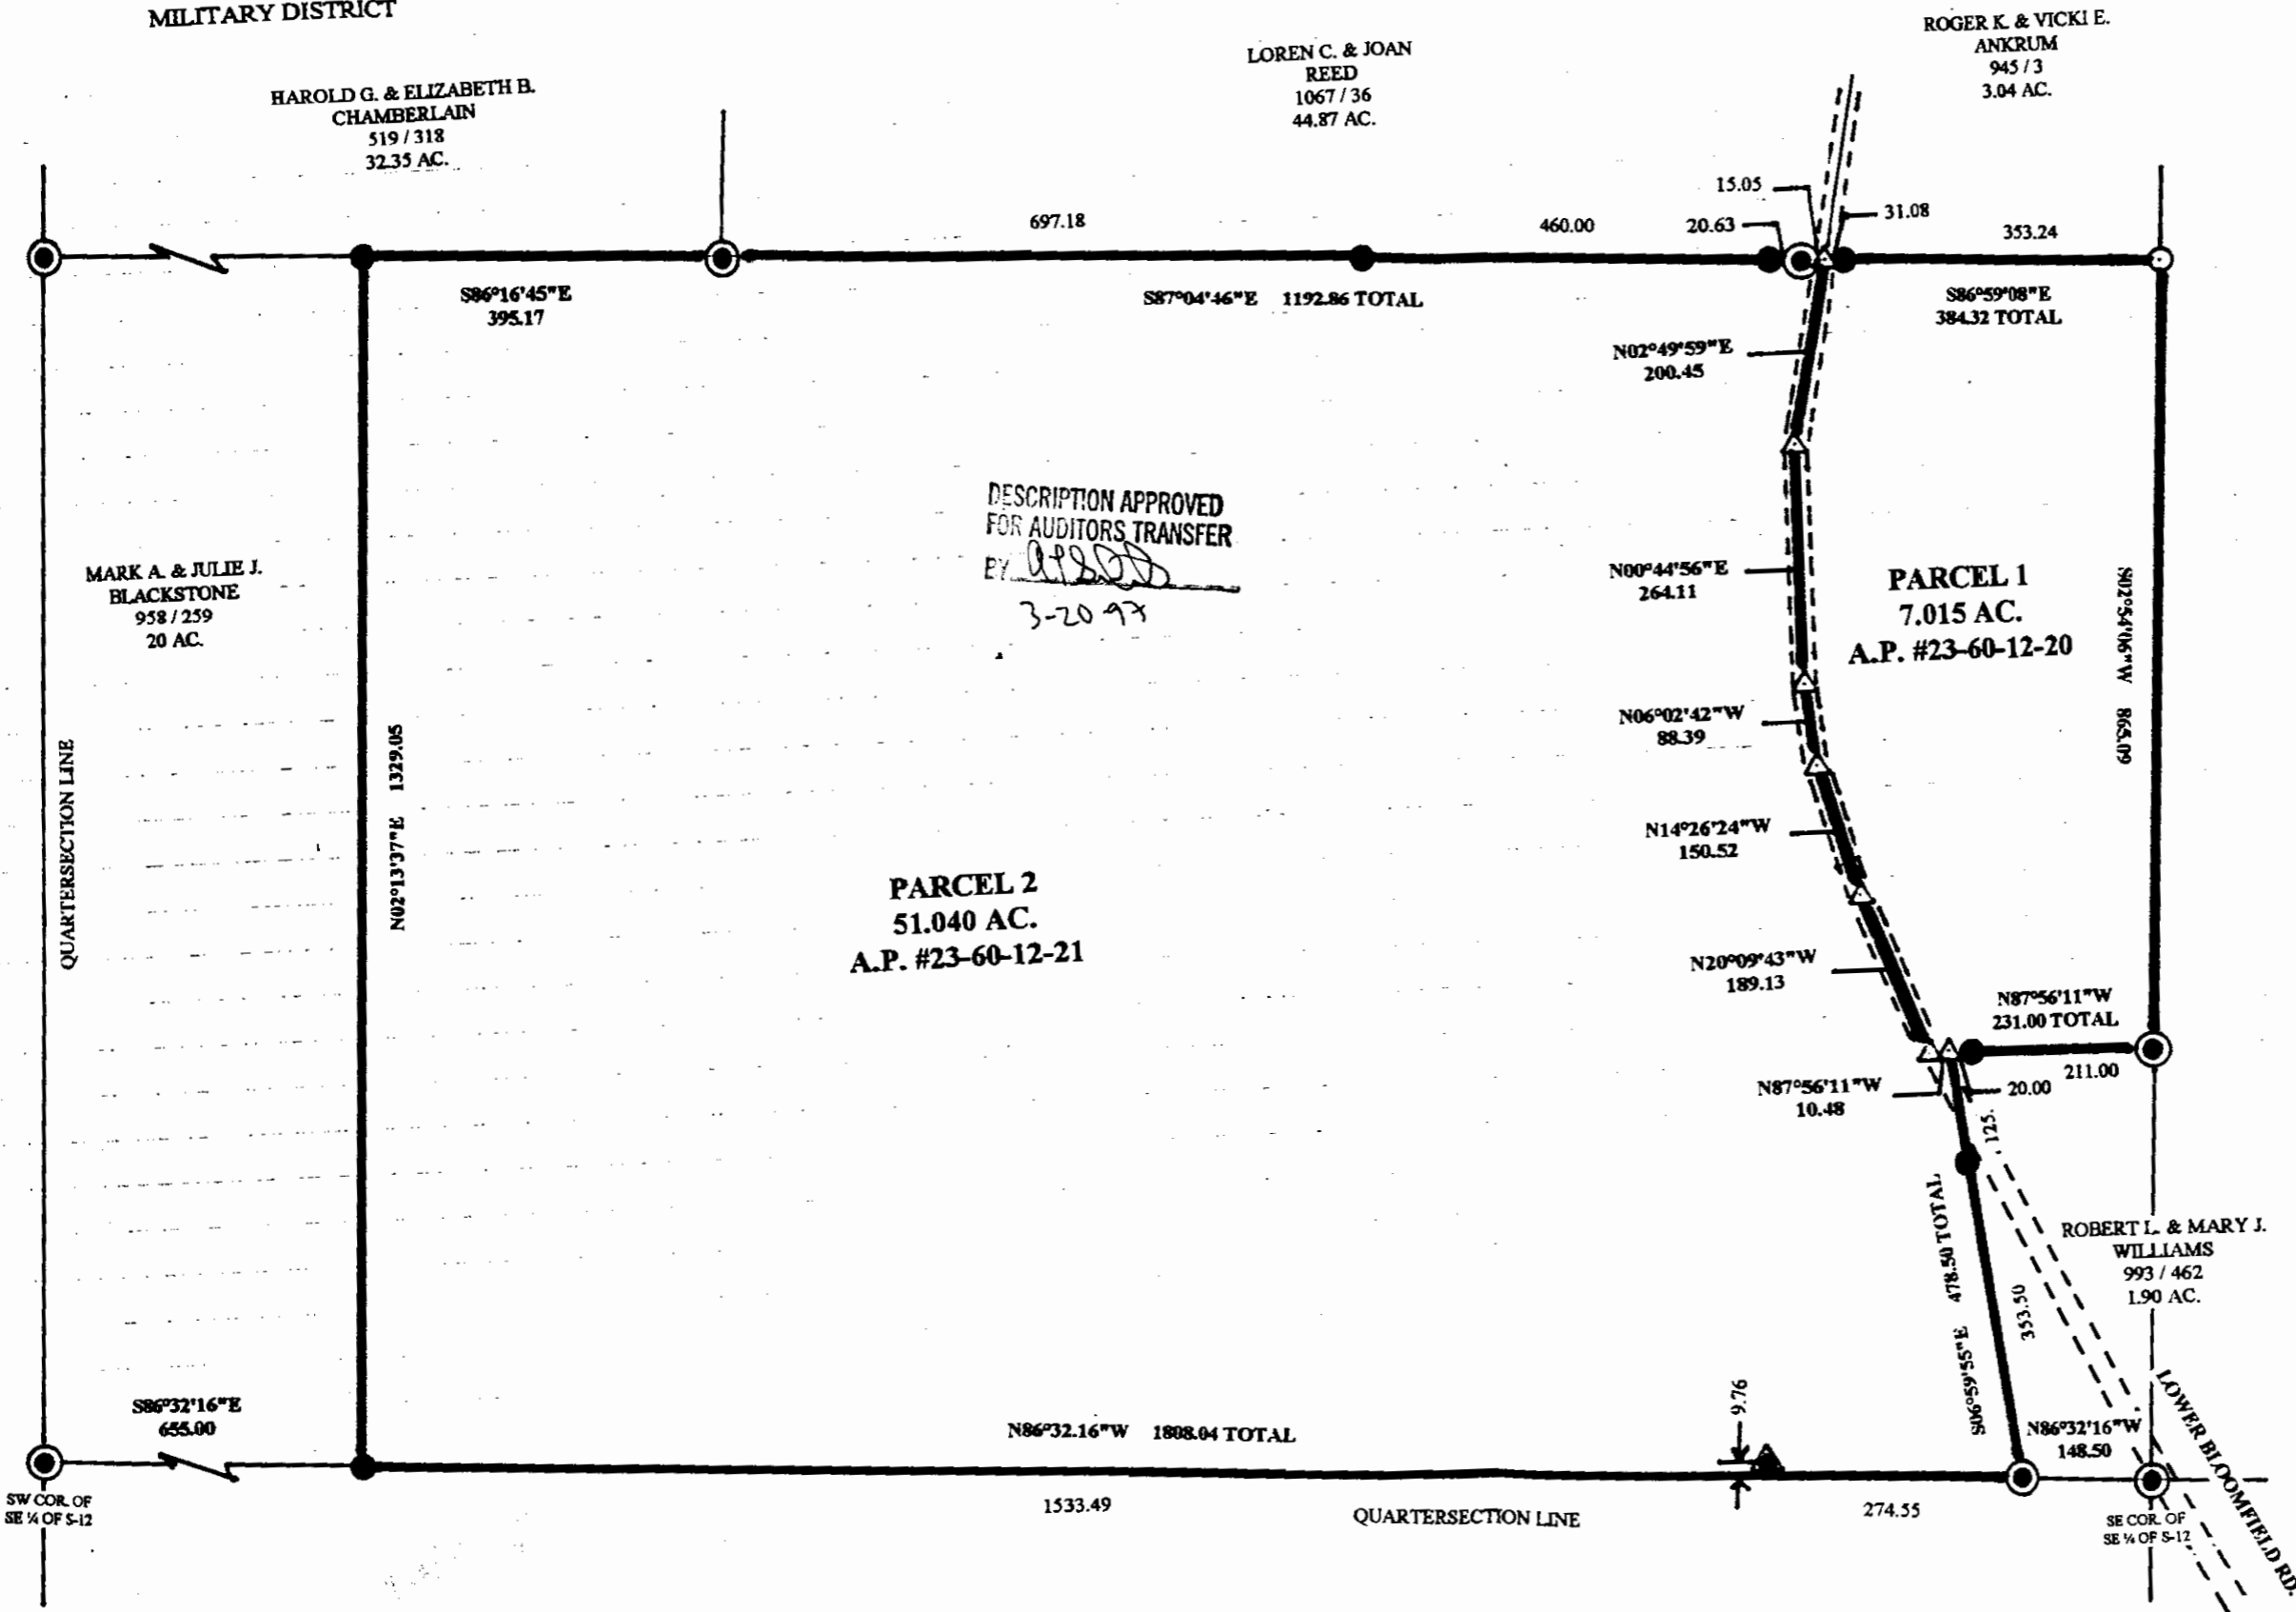 MILITARY DISTRICT
HAROLD G. & ELIZABETH B.
CHAMBERLAIN
519 / 318
32.35 AC.
LOREN C. & JOAN
REED
1067 / 36
44.87 AC.
ROGER K. & VICKI E.
ANKRUM
945 / 3
3.04 AC.
697.18
460.00
15.05
20.63
31.08
353.24
S86°16'45"E
395.17
S87°04'46"E 1192.86 TOTAL
S86°59'08"E
384.32 TOTAL
N02°49'59"E
200.45
DESCRIPTION APPROVED
FOR AUDITORS TRANSFER
BY
3-20-97
MARK A. & JULIE J.
BLACKSTONE
958 / 259
20 AC.
N00°44'56"E
264.11
PARCEL 1
7.015 AC.
A.P. #23-60-12-20
S02°54'06"W 865.09
QUARTERSECTION LINE
N02°13'37"E 1329.05
N06°02'42"W
88.39
N14°26'24"W
150.52
PARCEL 2
51.040 AC.
A.P. #23-60-12-21
N20°09'43"W
189.13
N87°56'11"W
231.00 TOTAL
211.00
N87°56'11"W
10.48
20.00
125.
S06°59'55"E 478.50 TOTAL
353.50
ROBERT L. & MARY J.
WILLIAMS
993 / 462
1.90 AC.
LOWER BLOOMFIELD RD.
S86°32'16"E
655.00
N86°32.16"W 1808.04 TOTAL
9.76
N86°32'16"W
148.50
SW COR. OF
SE ¼ OF S-12
1533.49
QUARTERSECTION LINE
274.55
SE COR. OF
SE ¼ OF S-12